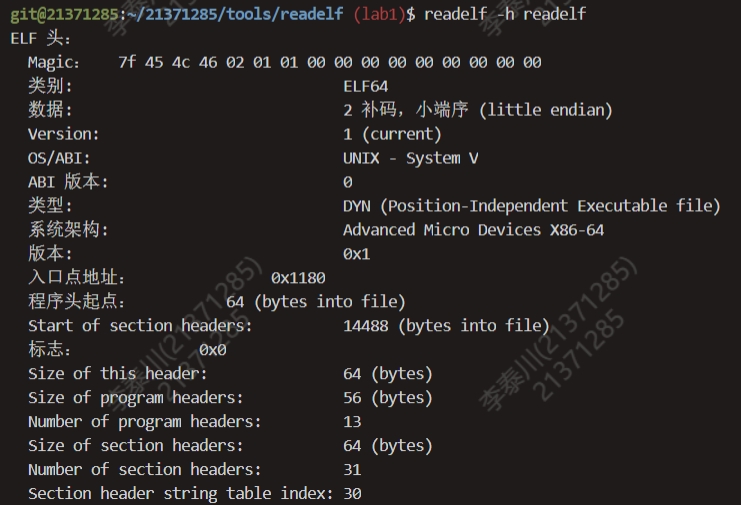 git@21371285:~/21371285/tools/readelf (lab1)$ readelf -h readelf
ELF 头：
Magic： 7f 45 4c 46 02 01 01 00 00 00 00 00 00 00 00 00
类别: ELF64
数据: 2 补码，小端序 (little endian)
Version: 1 (current)
OS/ABI: UNIX - System V
ABI 版本: 0
类型: DYN (Position-Independent Executable file)
系统架构: Advanced Micro Devices X86-64
版本: 0x1
入口点地址： 0x1180
程序头起点： 64 (bytes into file)
Start of section headers: 14488 (bytes into file)
标志： 0x0
Size of this header: 64 (bytes)
Size of program headers: 56 (bytes)
Number of program headers: 13
Size of section headers: 64 (bytes)
Number of section headers: 31
Section header string table index: 30
李泰川(21371285)
21371285
李泰川(21371285)
21371285